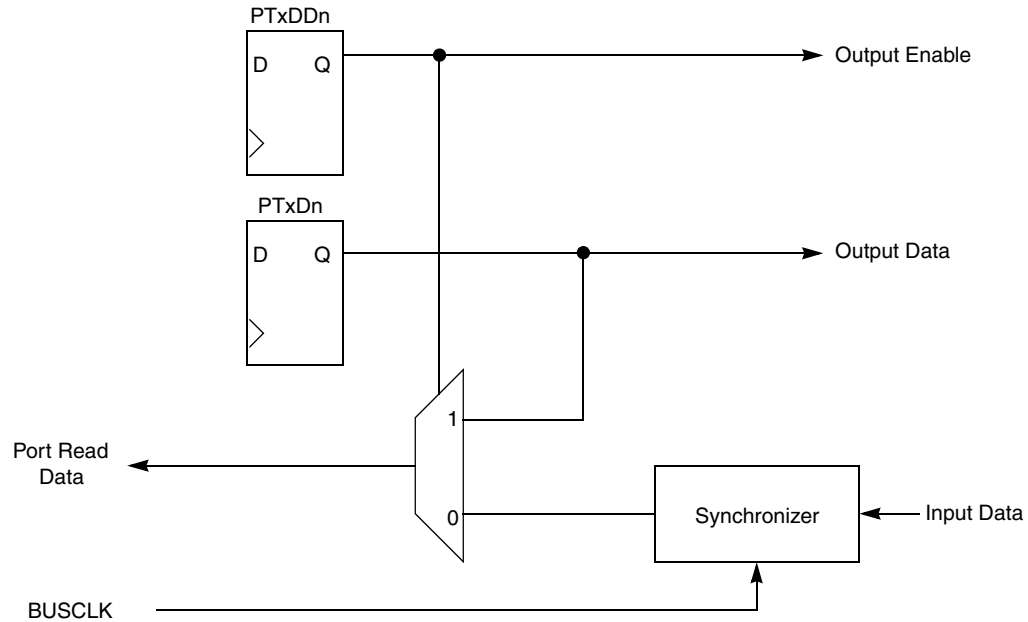 PTxDDn
D Q
Output Enable
PTxDn
D Q
Output Data
1
Port Read
Data
0
Synchronizer
Input Data
BUSCLK